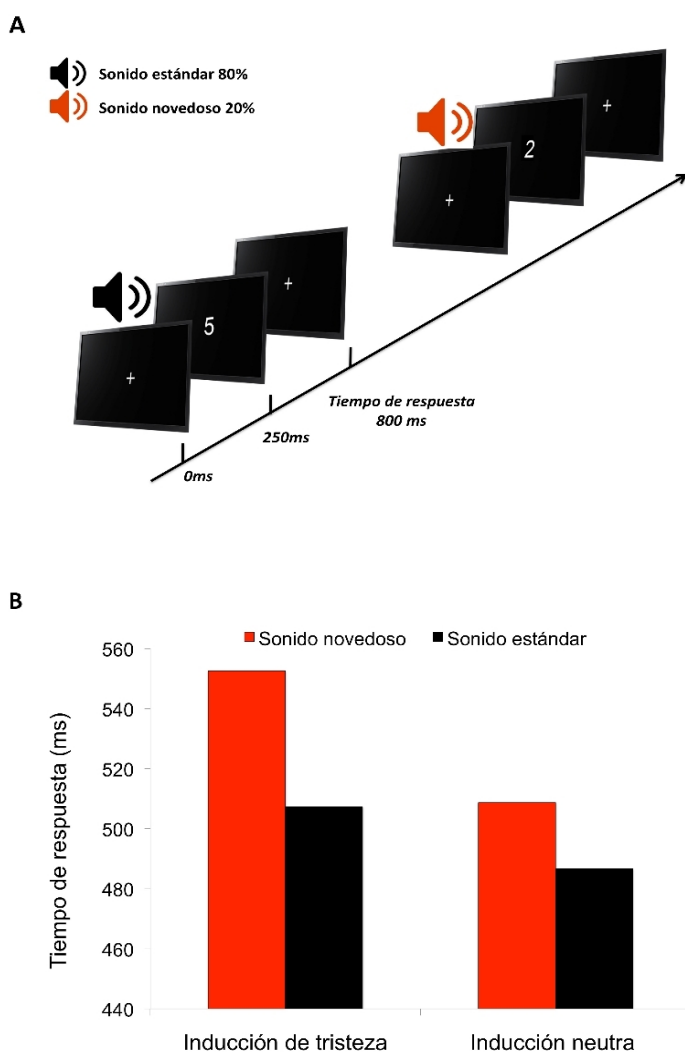 A
Sonido estándar 80%
Sonido novedoso 20%
+
2
+
+
5
+
0ms
250ms
Tiempo de respuesta
800 ms
B
Sonido novedoso
Sonido estándar
Tiempo de respuesta (ms)
560
540
520
500
480
460
440
Inducción de tristeza
Inducción neutra